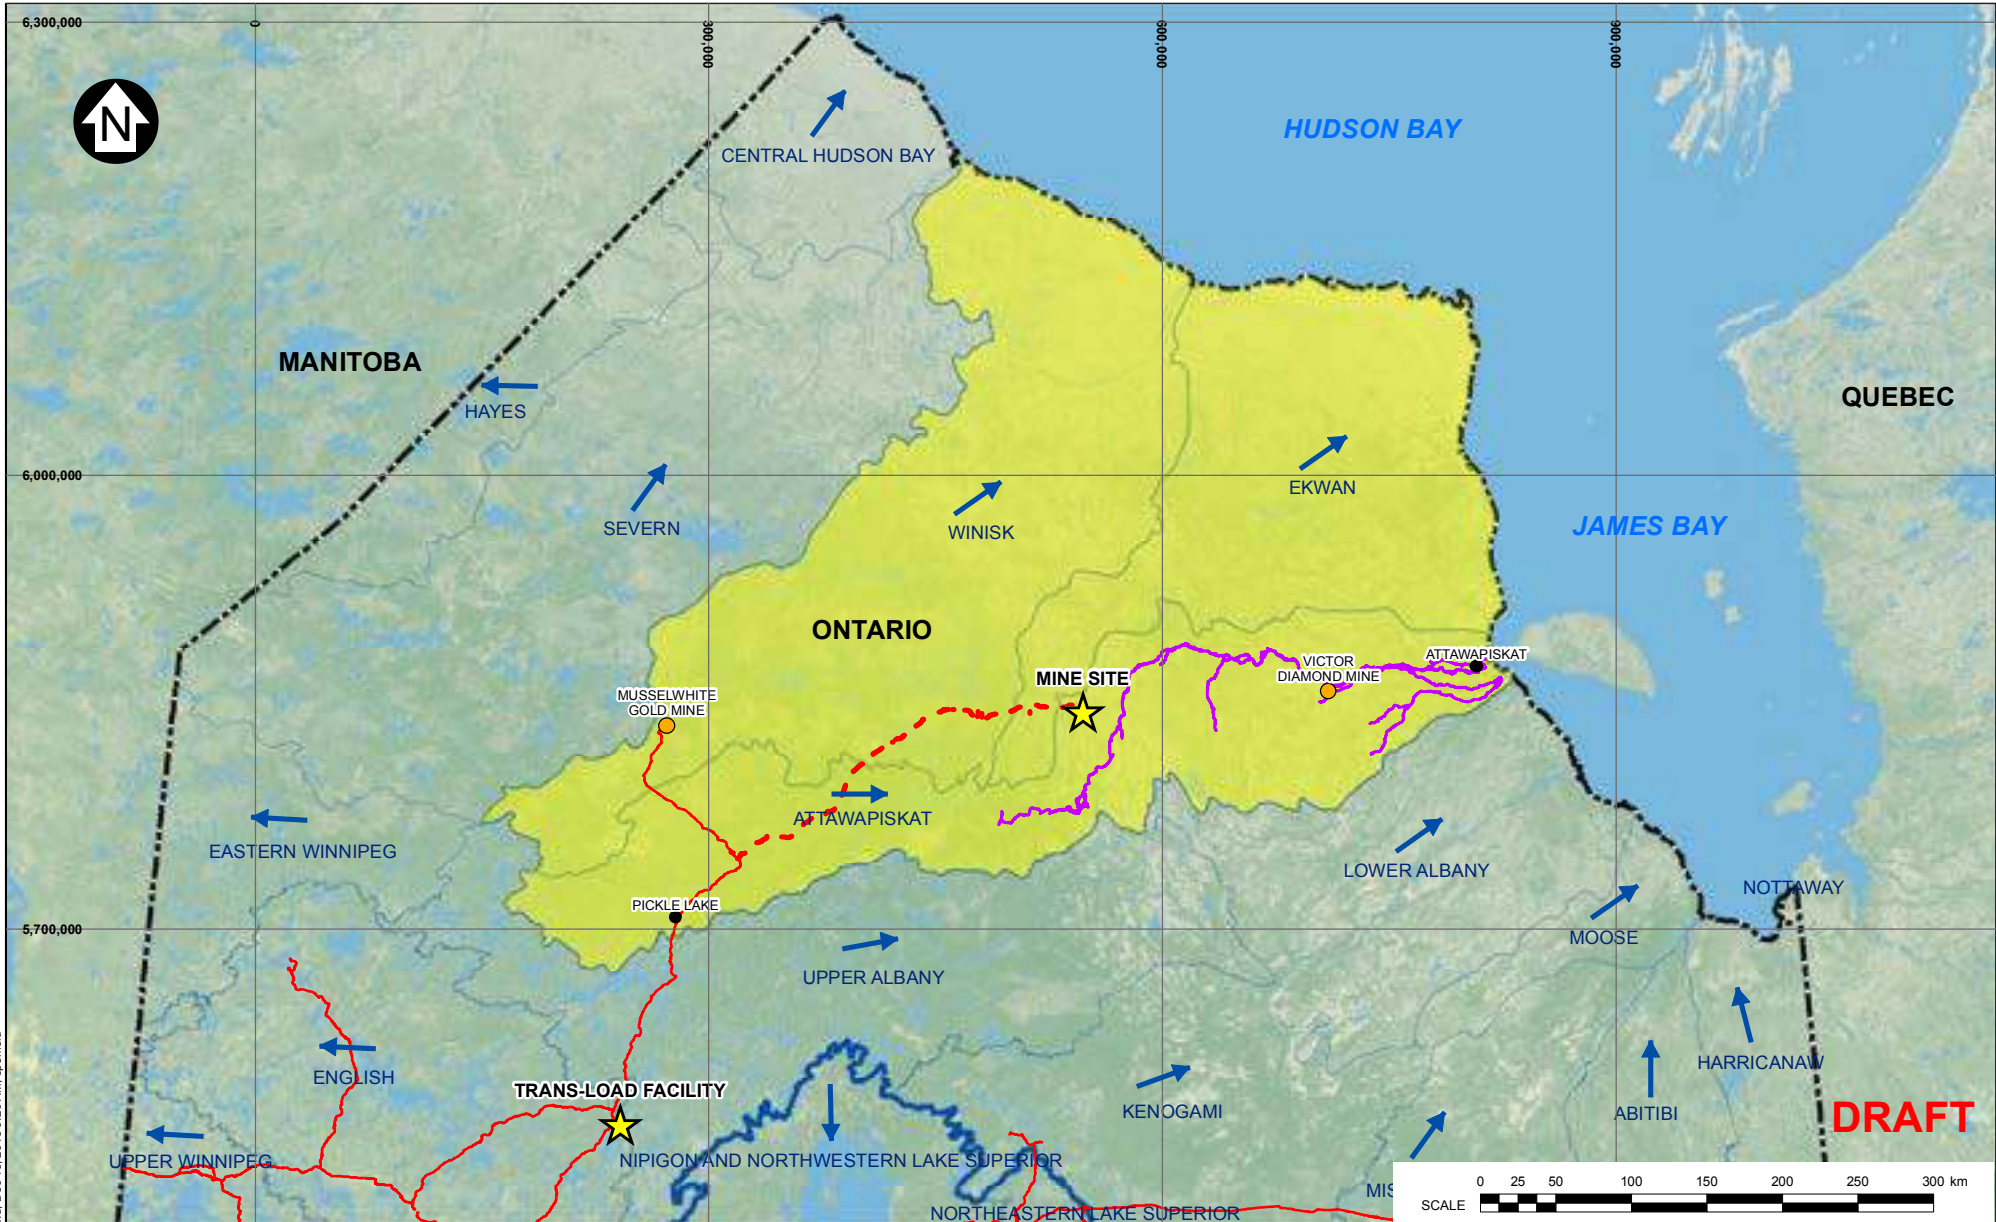 6,300,000
0
300,000
600,000
900,000
N
HUDSON BAY
CENTRAL HUDSON BAY
MANITOBA
HAYES
QUEBEC
6,000,000
SEVERN
WINISK
EKWAN
JAMES BAY
ONTARIO
MINE SITE
VICTOR
DIAMOND MINE
ATTAWAPISKAT
MUSSELWHITE
GOLD MINE
ATTAWAPISKAT
EASTERN WINNIPEG
LOWER ALBANY
NOTTAWAY
PICKLE LAKE
5,700,000
MOOSE
UPPER ALBANY
HARRICANAW
ENGLISH
TRANS-LOAD FACILITY
KENOGAMI
ABITIBI
DRAFT
UPPER WINNIPEG
NIPIGON AND NORTHWESTERN LAKE SUPERIOR
MIS
NORTHEASTERN LAKE SUPERIOR
SCALE
0 25 50 100 150 200 250 300 km